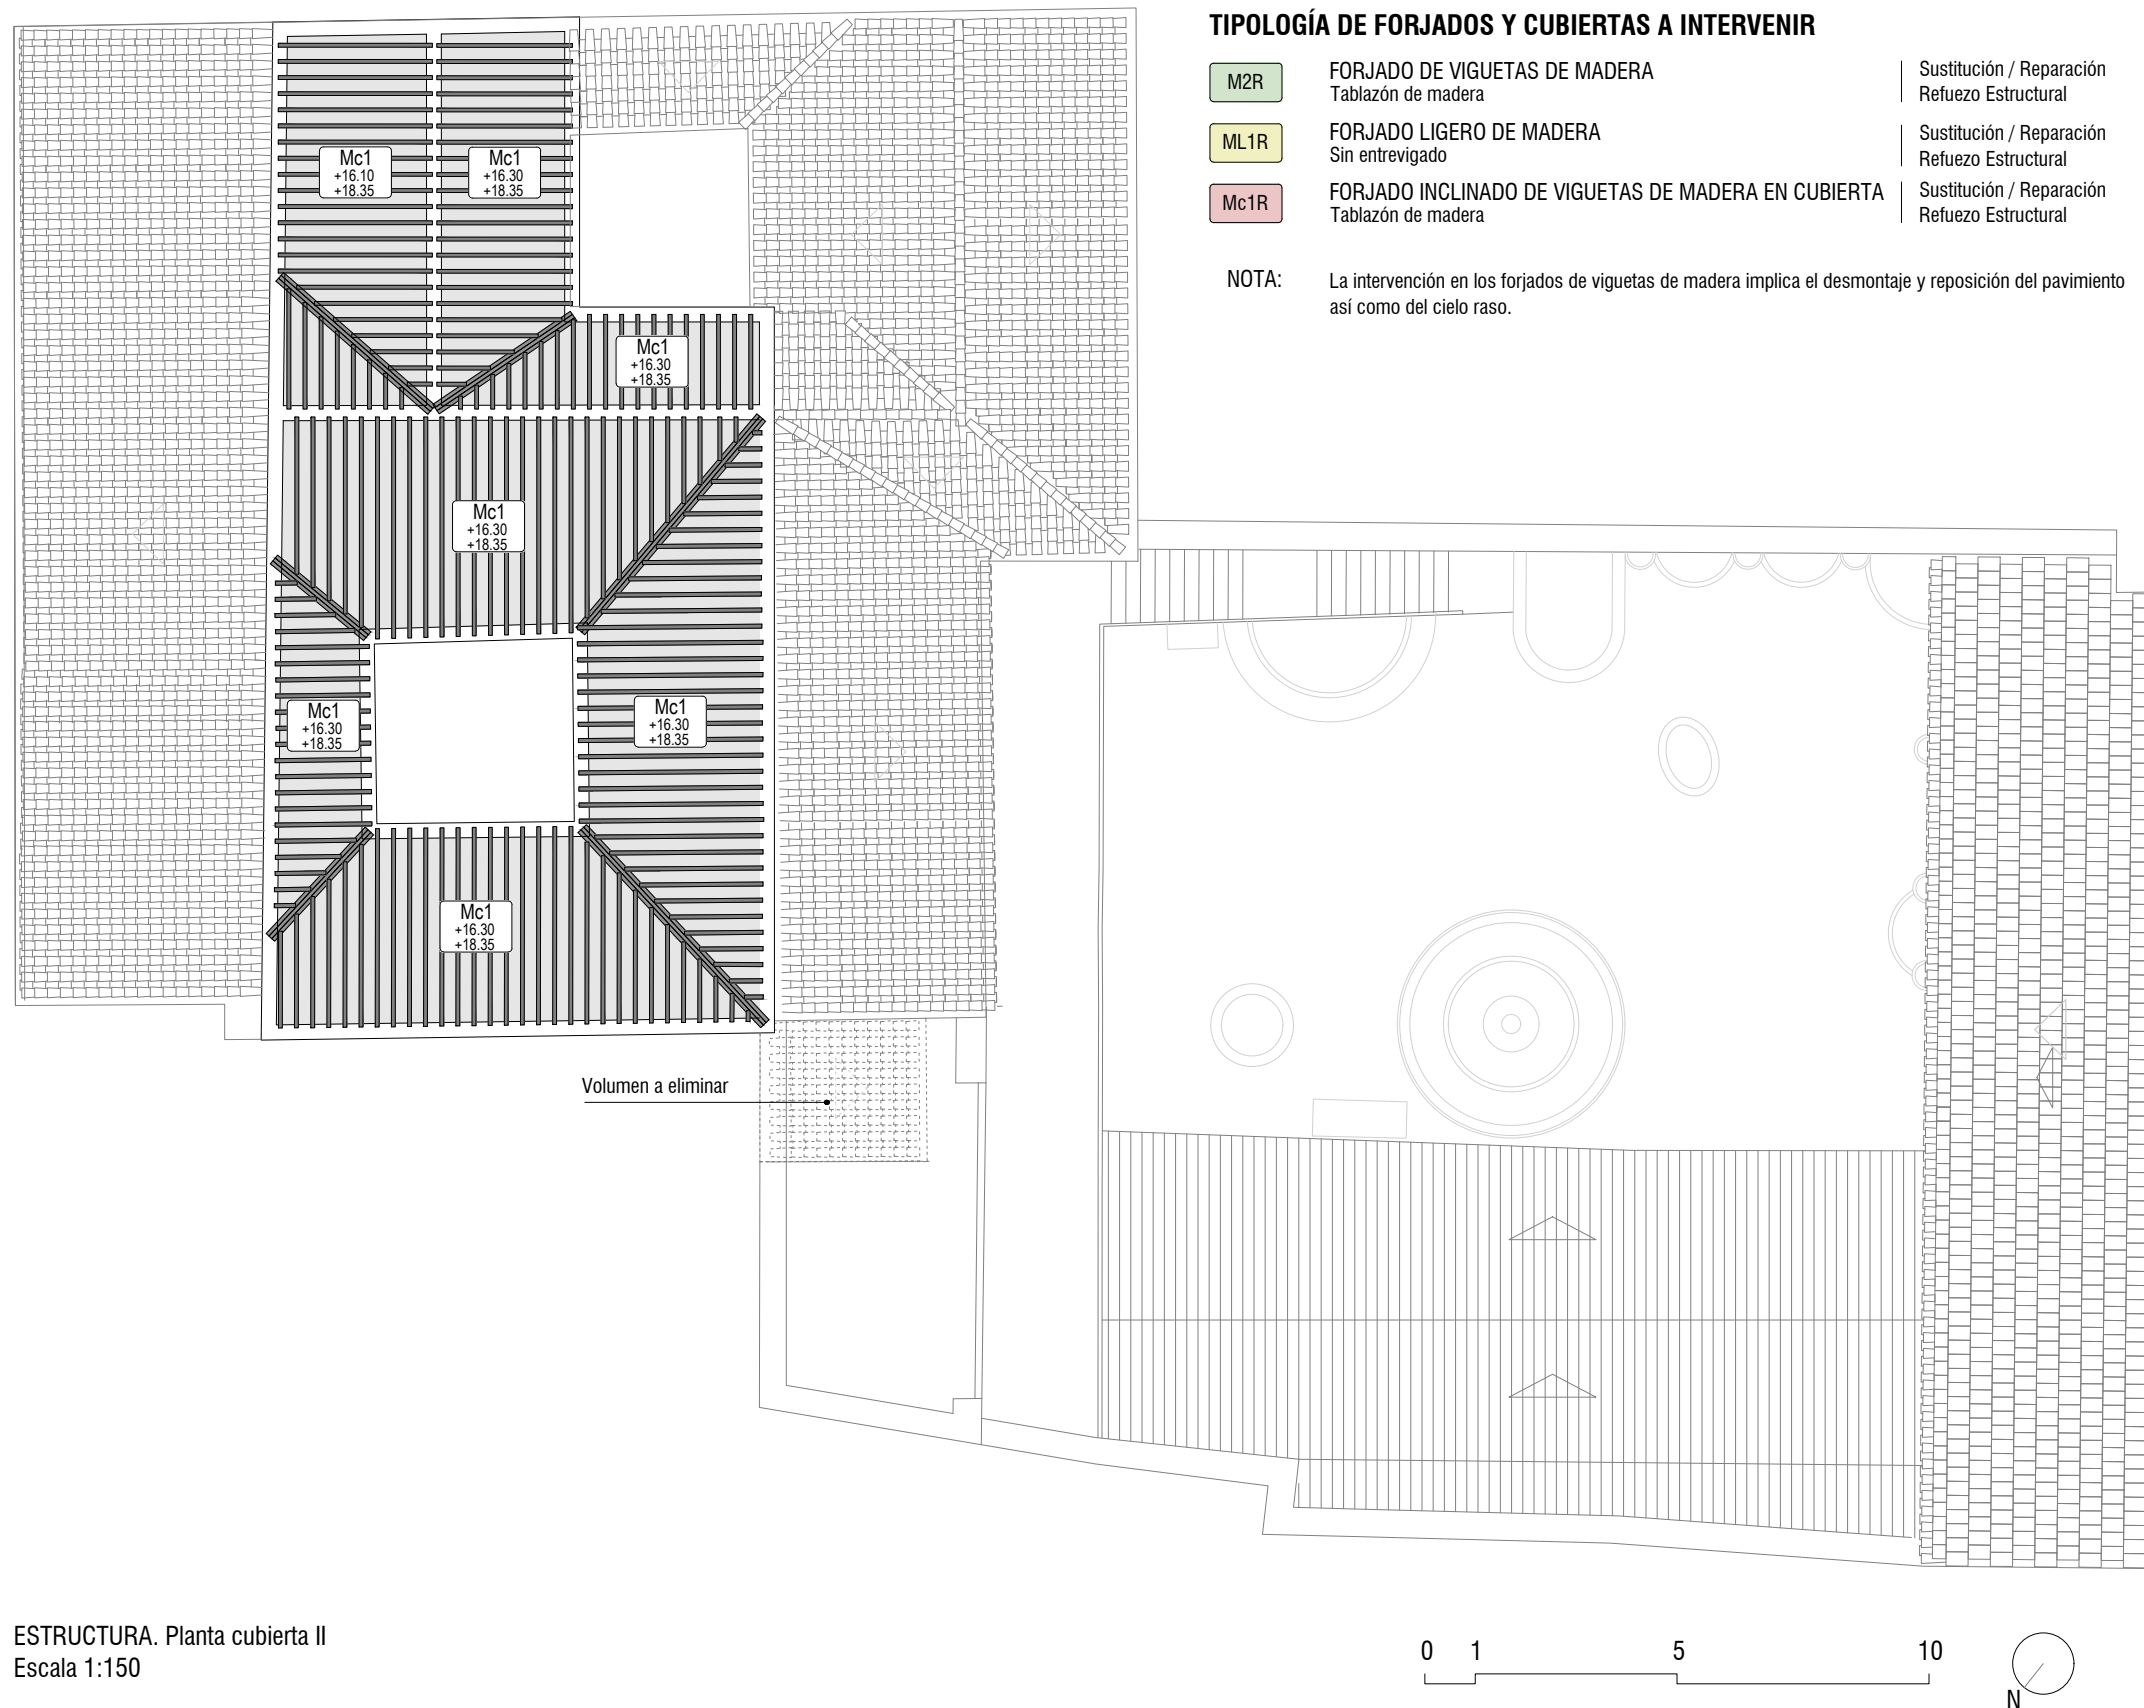 TIPOLOGÍA DE FORJADOS Y CUBIERTAS A INTERVENIR
M2R
FORJADO DE VIGUETAS DE MADERA
Tablazón de madera
Sustitución / Reparación
Refuezo Estructural
ML1R
FORJADO LIGERO DE MADERA
Sin entrevigado
Sustitución / Reparación
Refuezo Estructural
Mc1R
FORJADO INCLINADO DE VIGUETAS DE MADERA EN CUBIERTA
Tablazón de madera
Sustitución / Reparación
Refuezo Estructural
NOTA:
La intervención en los forjados de viguetas de madera implica el desmontaje y reposición del pavimento
así como del cielo raso.
Mc1
+16.10
+18.35
Mc1
+16.30
+18.35
Mc1
+16.30
+18.35
Mc1
+16.30
+18.35
Mc1
+16.30
+18.35
Mc1
+16.30
+18.35
Mc1
+16.30
+18.35
Volumen a eliminar
ESTRUCTURA. Planta cubierta II
Escala 1:150
0 1 5 10
N